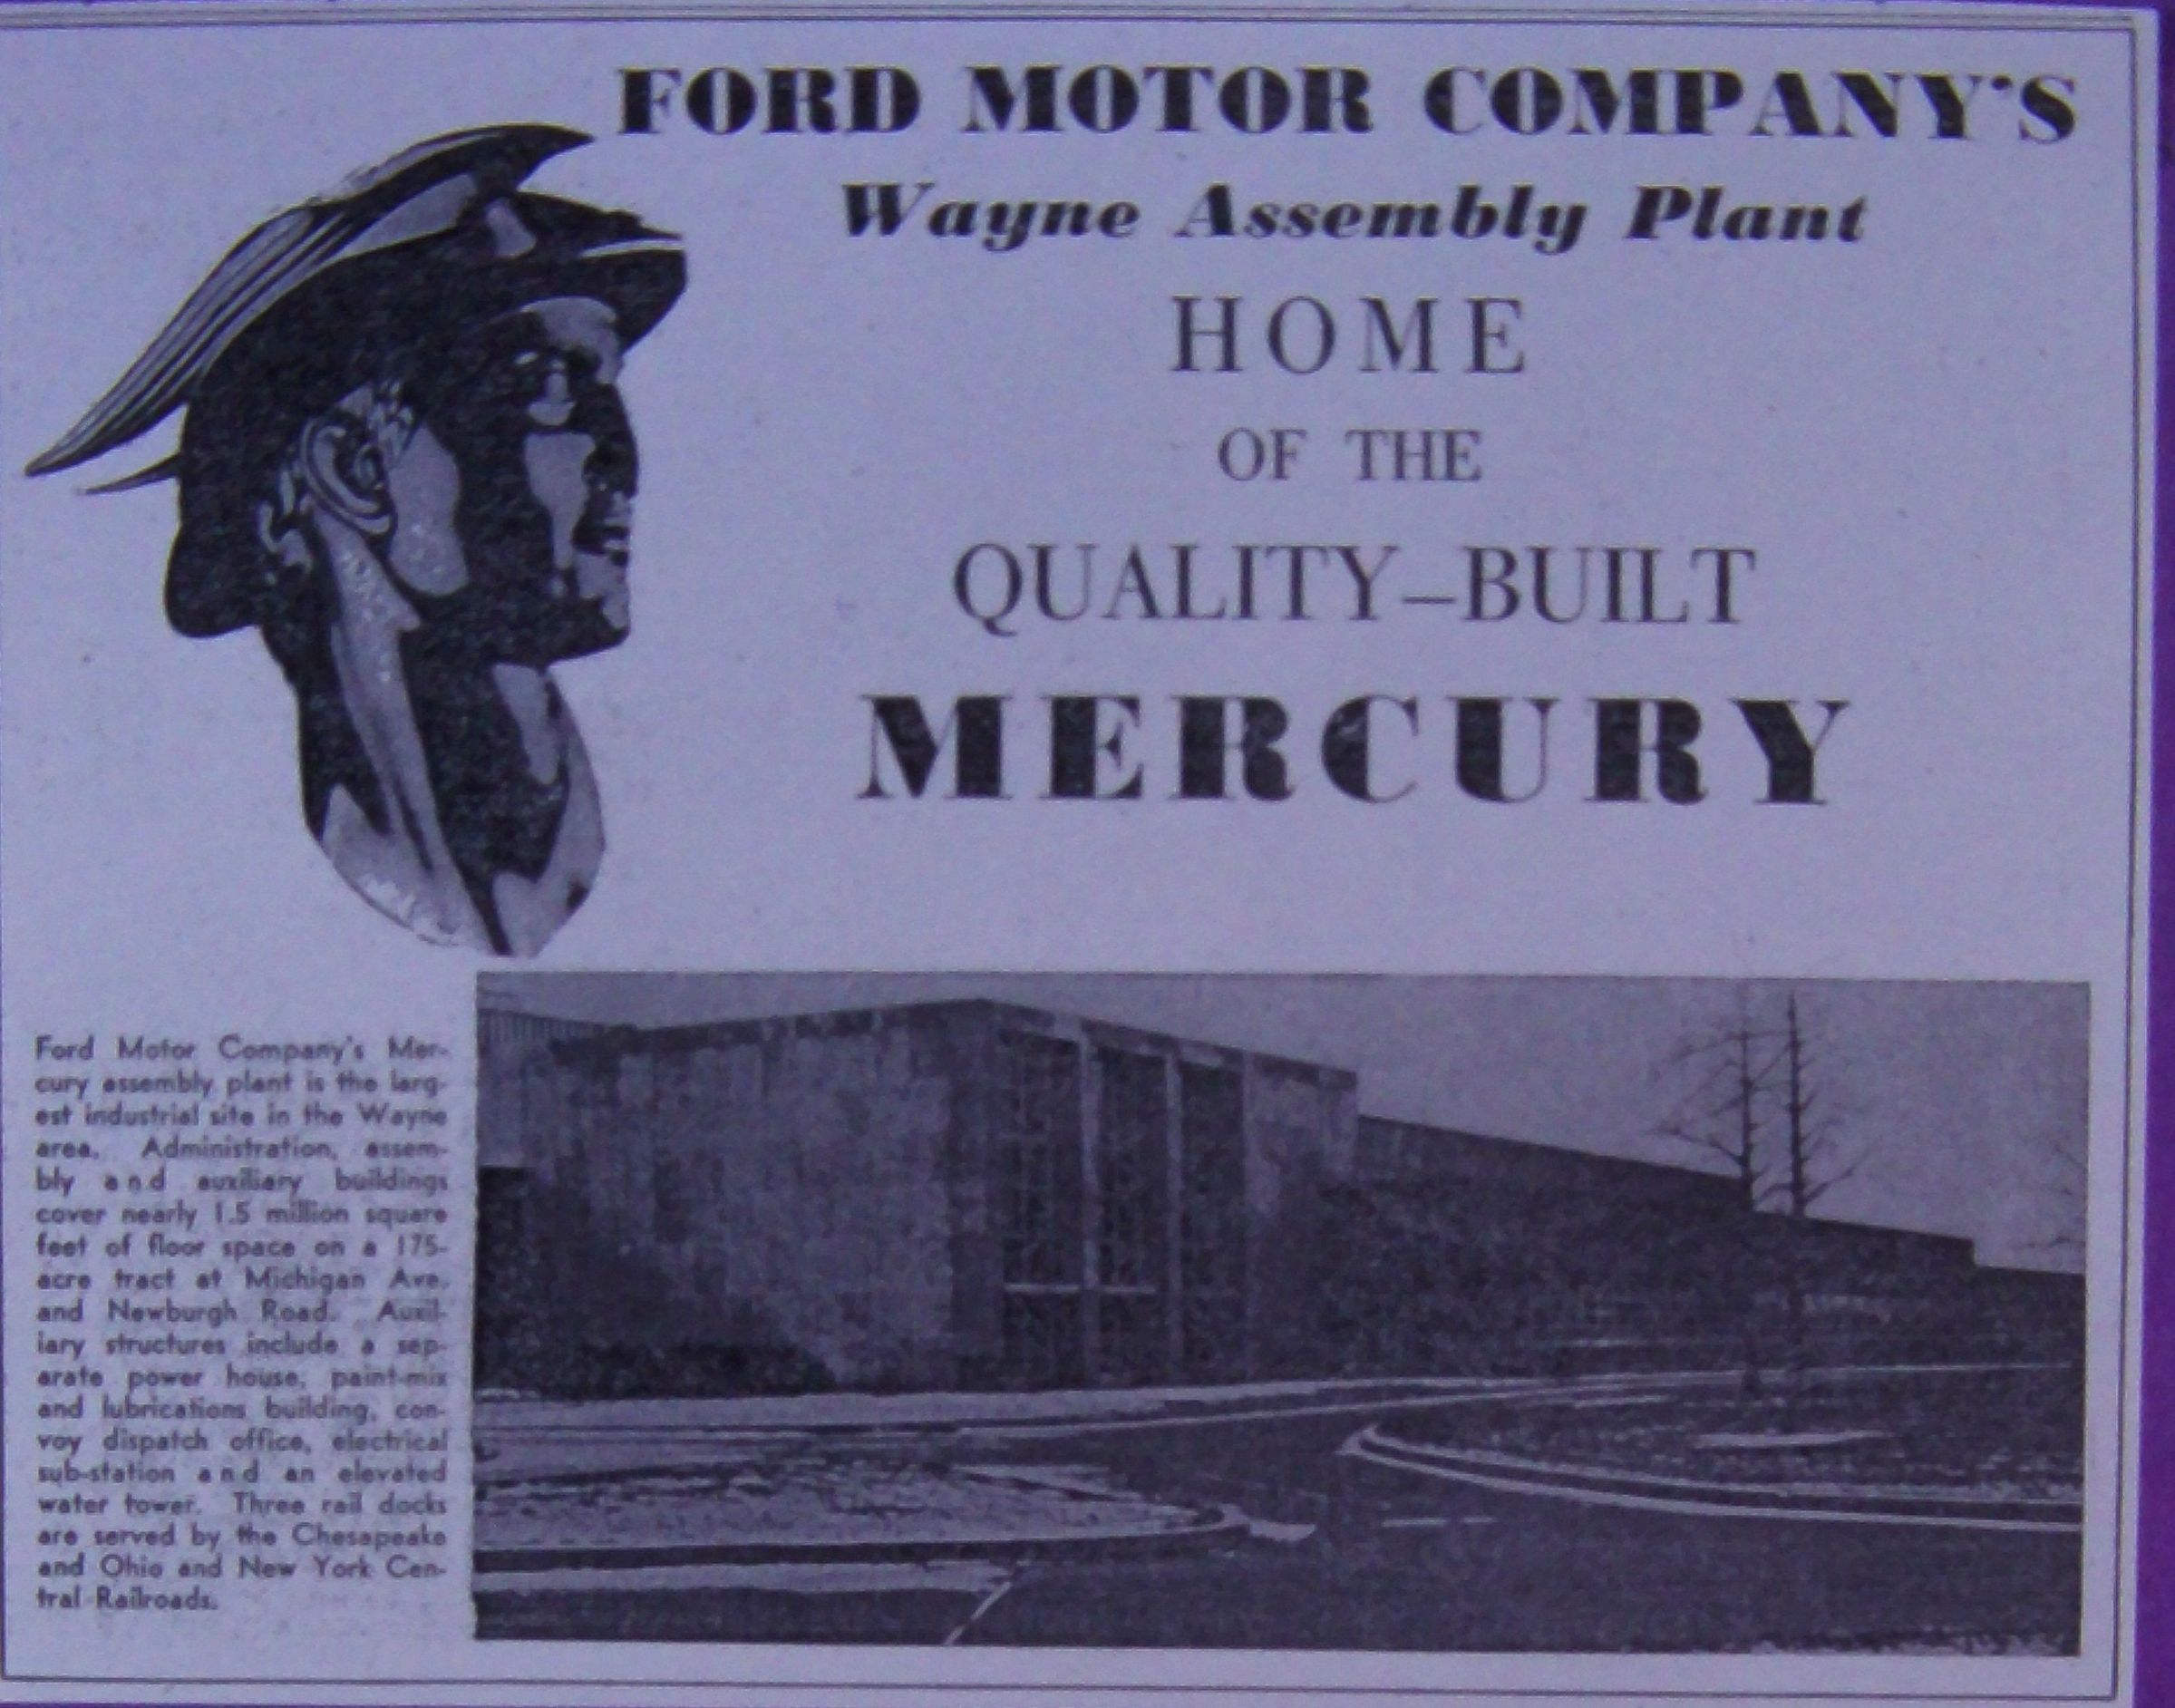 FORD MOTOR COMPANY'S
Wayne Assembly Plant
HOME
OF THE
QUALITY–BUILT
MERCURY
Ford Motor Company's Mer-
cury assembly plant is the larg-
est industrial site in the Wayne
area. Administration, assem-
bly and auxiliary buildings
cover nearly 1.5 million square
feet of floor space on a 175-
acre tract at Michigan Ave.
and Newburgh Road. Auxil-
iary structures include a sep-
arate power house, paint-mix
and lubrications building, con-
voy dispatch office, electrical
sub-station and an elevated
water tower. Three rail docks
are served by the Chesapeake
and Ohio and New York Cen-
tral Railroads.